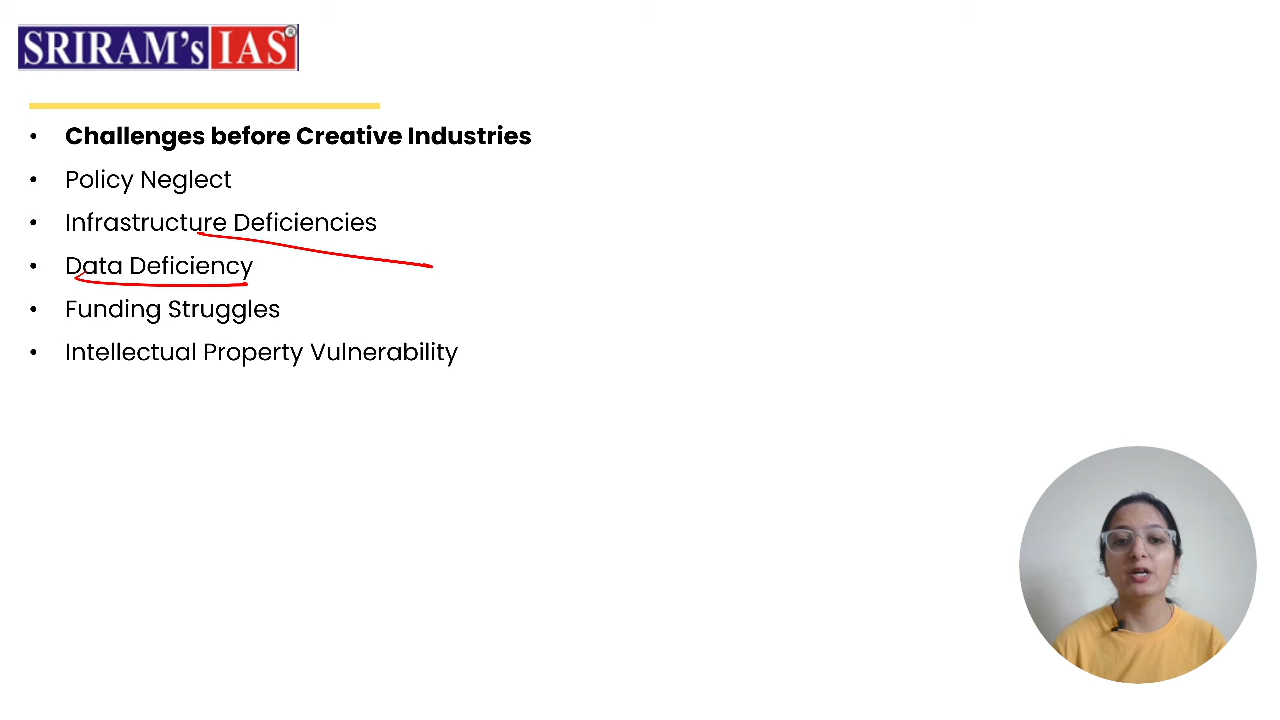 SRIRAM's IAS ®
• Challenges before Creative Industries
• Policy Neglect
• Infrastructure Deficiencies
• Data Deficiency
• Funding Struggles
• Intellectual Property Vulnerability